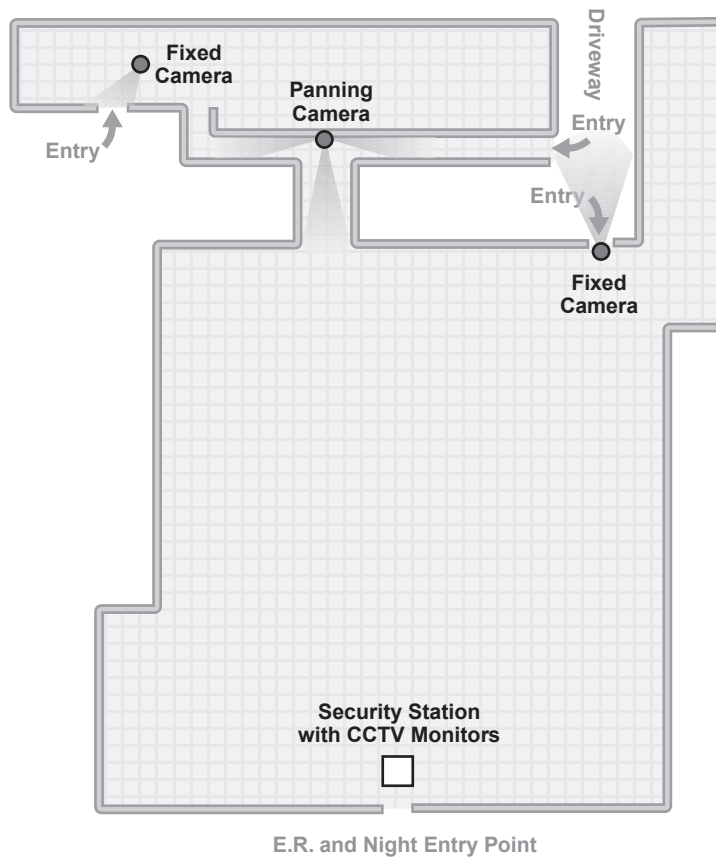 Driveway
Fixed
Camera
Panning
Camera
Entry
Entry
Entry
Fixed
Camera
Security Station
with CCTV Monitors
E.R. and Night Entry Point